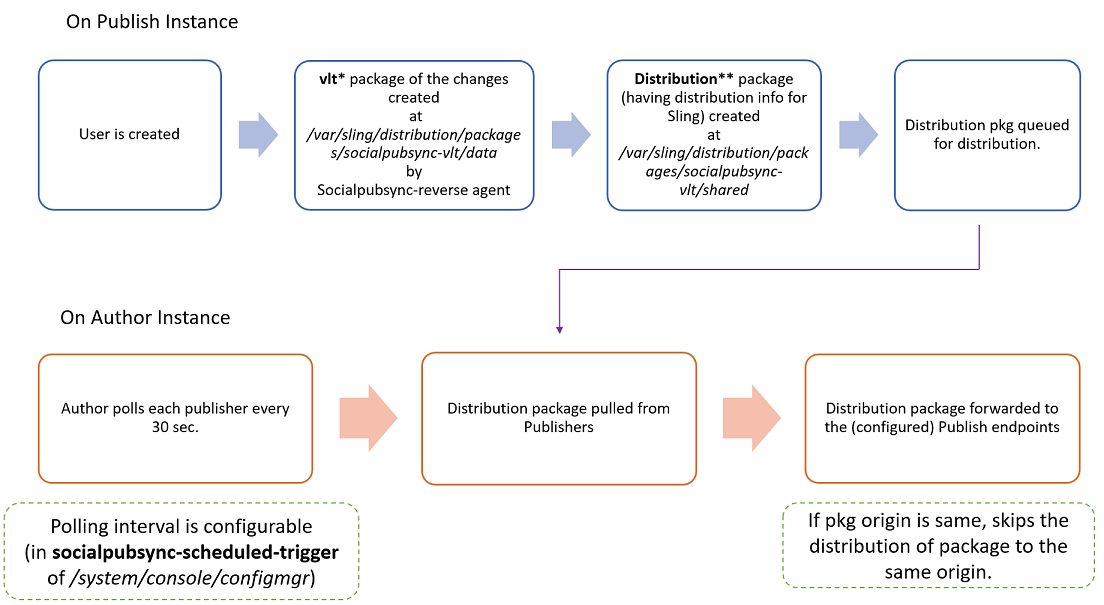 On Publish Instance
User is created
vlt* package of the changes
created
at
/var/sling/distribution/package
s/socialpubsync-vlt/data
by
Socialpubsync-reverse agent
Distribution** package
(having distribution info for
Sling) created
at
/var/sling/distribution/pack
ages/socialpubsync-
vlt/shared
Distribution pkg queued
for distribution.
On Author Instance
Author polls each publisher every
30 sec.
Distribution package pulled from
Publishers
Distribution package forwarded to
the (configured) Publish endpoints
Polling interval is configurable
(in socialpubsync-scheduled-trigger
of /system/console/configmgr)
If pkg origin is same, skips the
distribution of package to the
same origin.